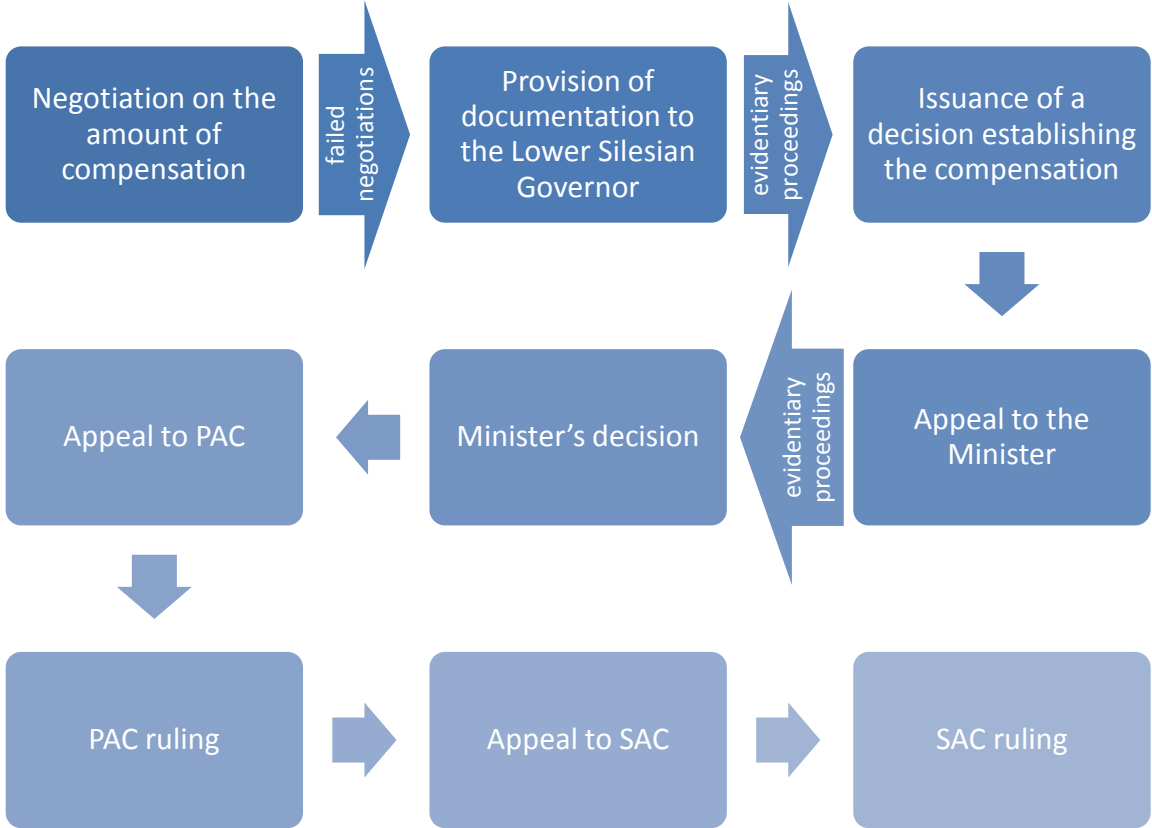 Negotiation on the
amount of
compensation
failed
negotiations
Provision of
documentation to
the Lower Silesian
Governor
evidentiary
proceedings
Issuance of a
decision establishing
the compensation
Appeal to the
Minister
evidentiary
proceedings
Minister’s decision
Appeal to PAC
PAC ruling
Appeal to SAC
SAC ruling